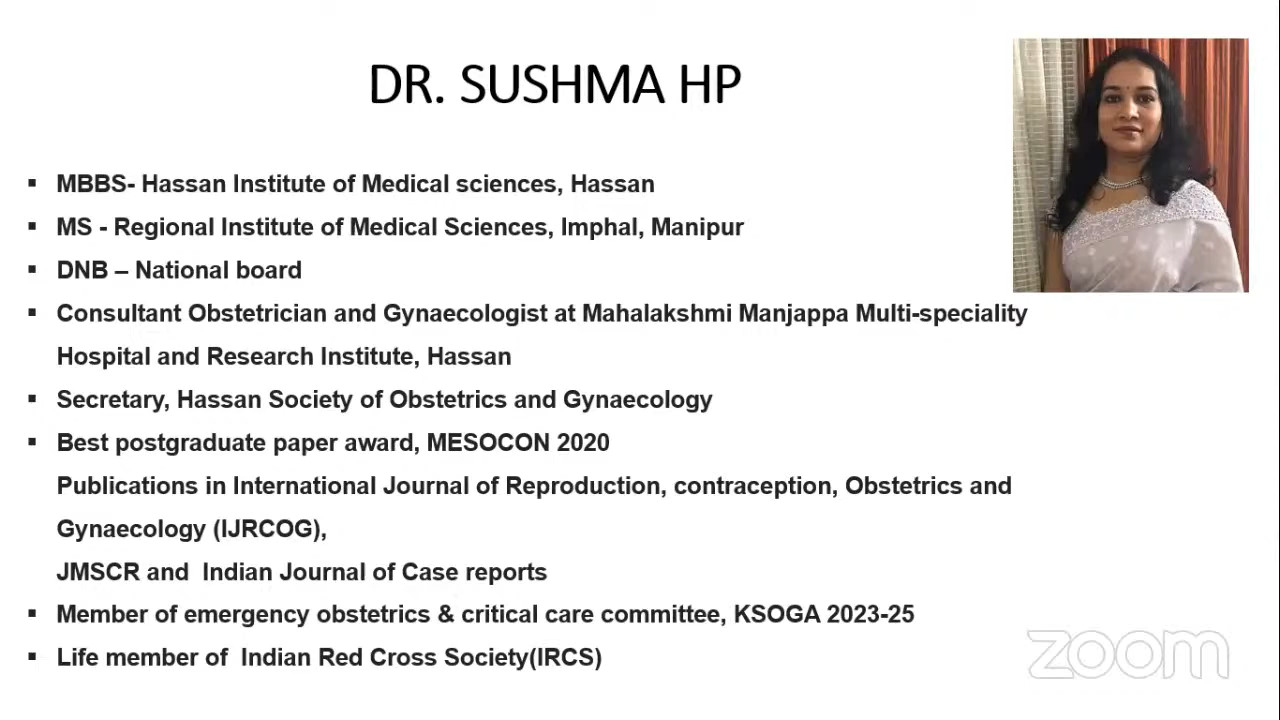 DR. SUSHMA HP
▪ MBBS- Hassan Institute of Medical sciences, Hassan
▪ MS - Regional Institute of Medical Sciences, Imphal, Manipur
▪ DNB – National board
▪ Consultant Obstetrician and Gynaecologist at Mahalakshmi Manjappa Multi-speciality
Hospital and Research Institute, Hassan
▪ Secretary, Hassan Society of Obstetrics and Gynaecology
▪ Best postgraduate paper award, MESOCON 2020
Publications in International Journal of Reproduction, contraception, Obstetrics and
Gynaecology (IJRCOG),
JMSCR and  Indian Journal of Case reports
▪ Member of emergency obstetrics & critical care committee, KSOGA 2023-25
▪ Life member of  Indian Red Cross Society(IRCS)
zoom